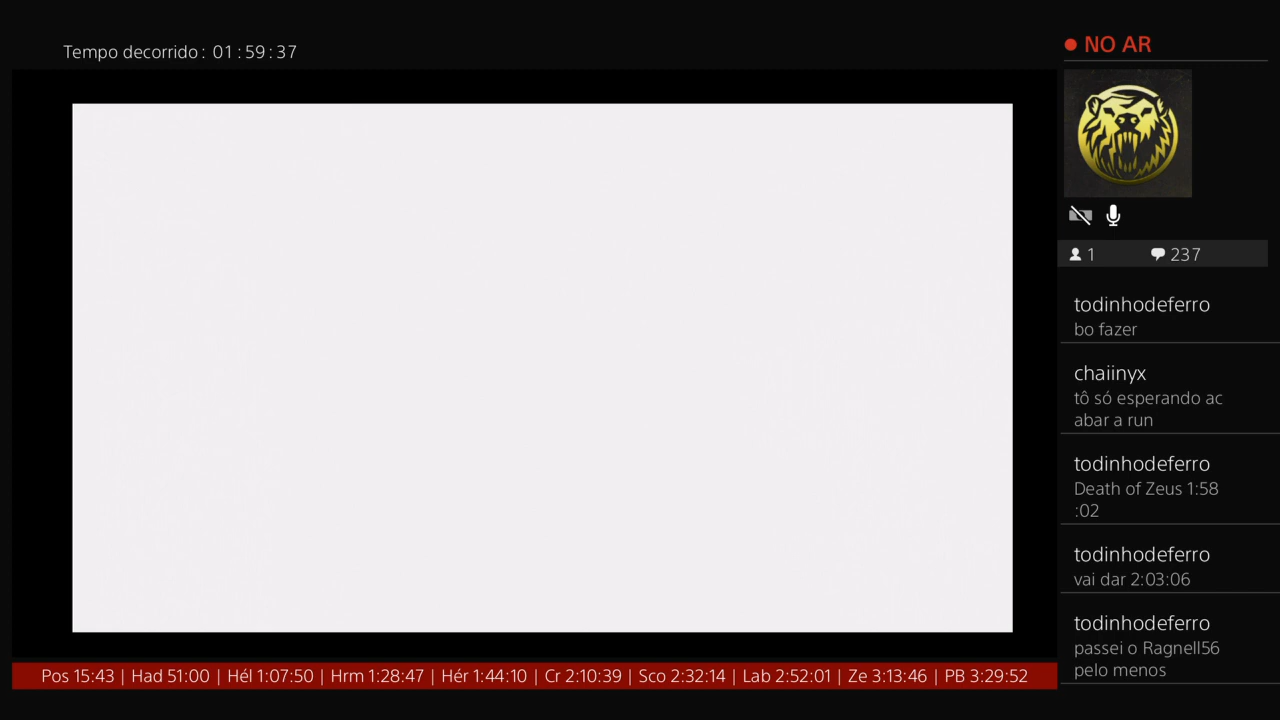 Tempo decorrido: 01:59:37
NO AR
1
237
todinhodeferro
bo fazer
chaiinyx
tô só esperando ac
abar a run
todinhodeferro
Death of Zeus 1:58
:02
todinhodeferro
vai dar 2:03:06
todinhodeferro
passei o Ragnell56
pelo menos
Pos 15:43 | Had 51:00 | Hél 1:07:50 | Hrm 1:28:47 | Hér 1:44:10 | Cr 2:10:39 | Sco 2:32:14 | Lab 2:52:01 | Ze 3:13:46 | PB 3:29:52